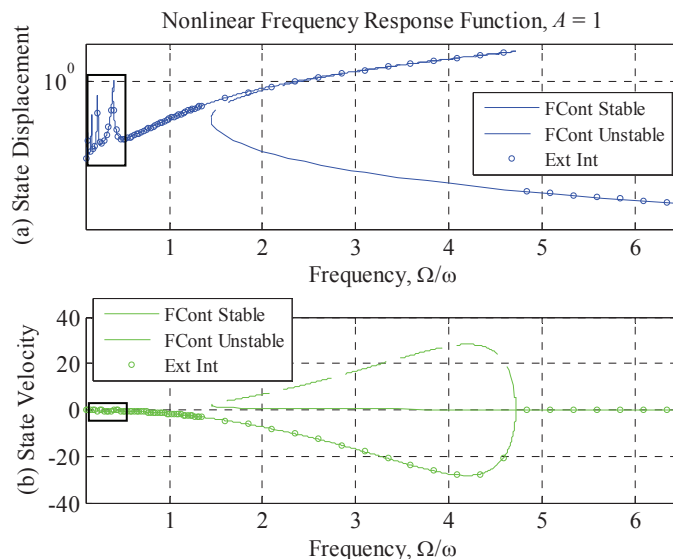 Nonlinear Frequency Response Function, A = 1
(a) State Displacement
10^0
FCont Stable
FCont Unstable
Ext Int
1 2 3 4 5 6
Frequency, Ω/ω
(b) State Velocity
40
20
0
-20
-40
FCont Stable
FCont Unstable
Ext Int
1 2 3 4 5 6
Frequency, Ω/ω